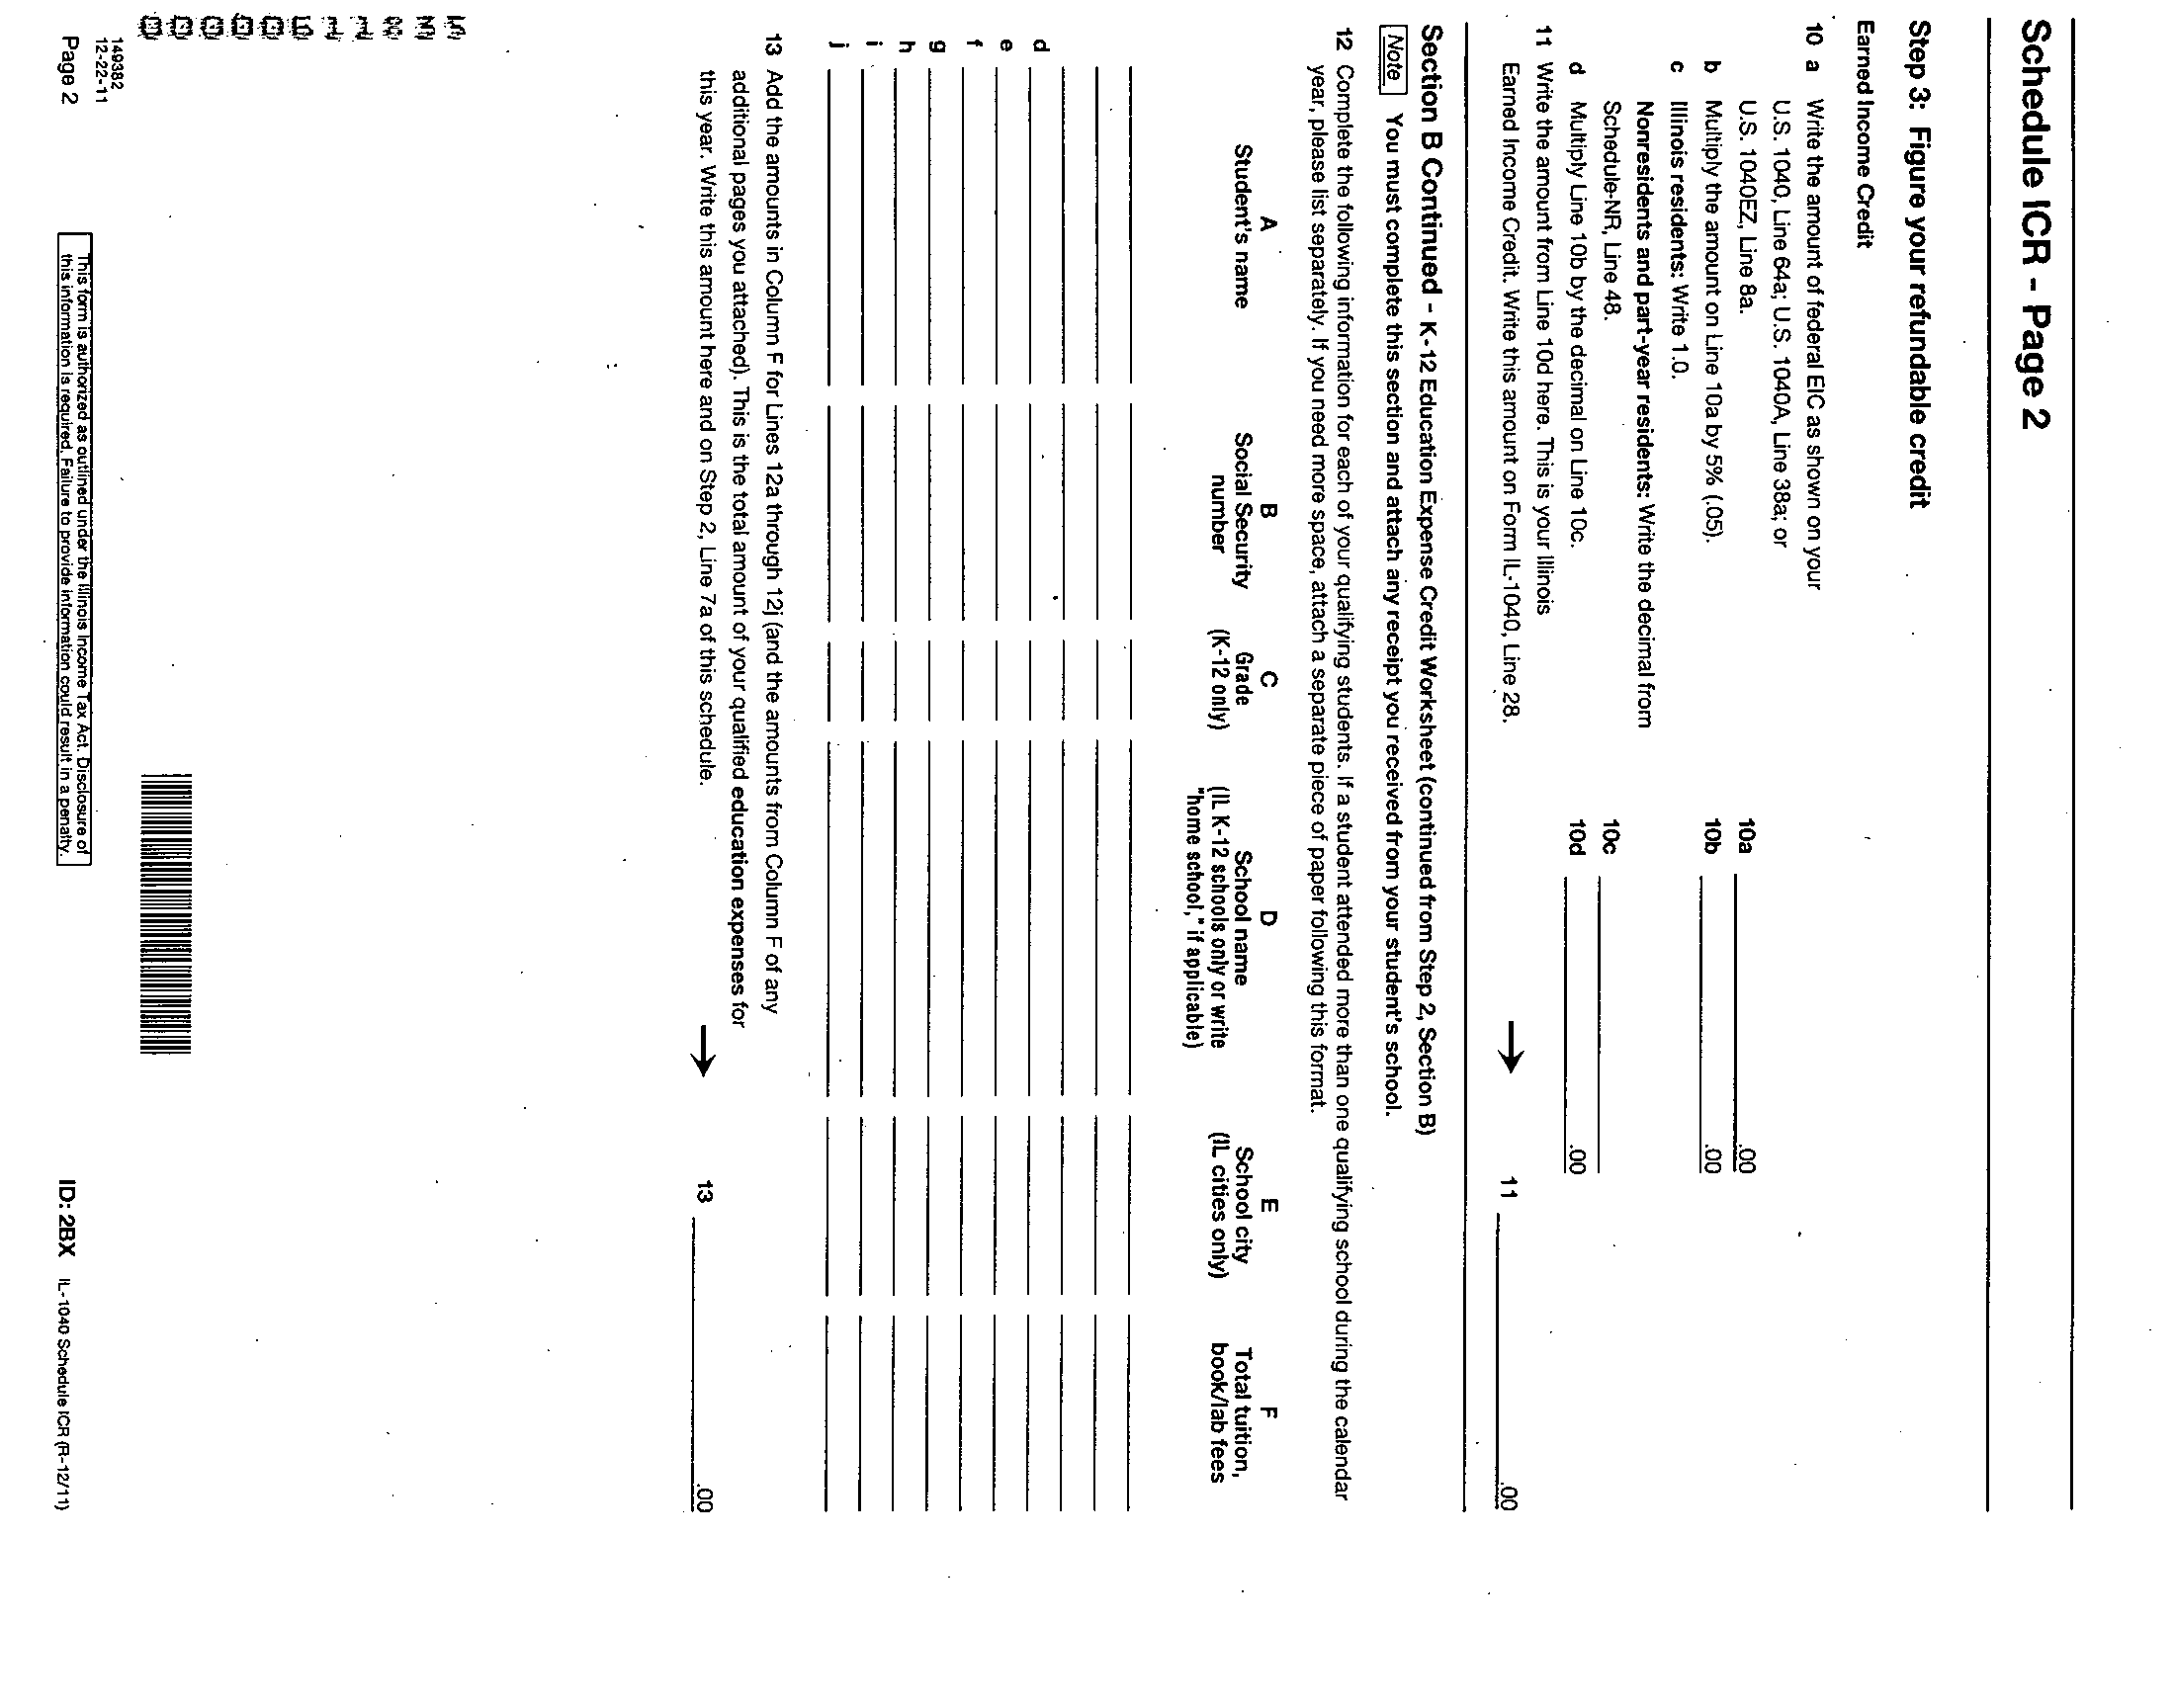 Schedule ICR - Page 2
Step 3: Figure your refundable credit
Earned Income Credit
10 a Write the amount of federal EIC as shown on your
U.S. 1040, Line 64a; U.S. 1040A, Line 38a; or
U.S. 1040EZ, Line 8a. 10a .00
b Multiply the amount on Line 10a by 5% (.05). 10b .00
c Illinois residents: Write 1.0.
Nonresidents and part-year residents: Write the decimal from
Schedule-NR, Line 48. 10c
d Multiply Line 10b by the decimal on Line 10c. 10d .00
11 Write the amount from Line 10d here. This is your Illinois
Earned Income Credit. Write this amount on Form IL-1040, Line 28. → 11 .00
Section B Continued - K-12 Education Expense Credit Worksheet (continued from Step 2, Section B)
Note You must complete this section and attach any receipt you received from your student's school.
12 Complete the following information for each of your qualifying students. If a student attended more than one qualifying school during the calendar
year, please list separately. If you need more space, attach a separate piece of paper following this format.
A B C D E F
Student's name Social Security Grade School name School city Total tuition,
number (K-12 only) (IL K-12 schools only or write (IL cities only) book/lab fees
"home school," if applicable)
d
e
f
g
h
i
j
13 Add the amounts in Column F for Lines 12a through 12j (and the amounts from Column F of any
additional pages you attached). This is the total amount of your qualified education expenses for
this year. Write this amount here and on Step 2, Line 7a of this schedule. → 13 .00
00000511835
149382
12-22-11
This form is authorized as outlined under the Illinois Income Tax Act. Disclosure of
this information is required. Failure to provide information could result in a penalty.
Page 2 ID: 2BX IL-1040 Schedule ICR (R-12/11)